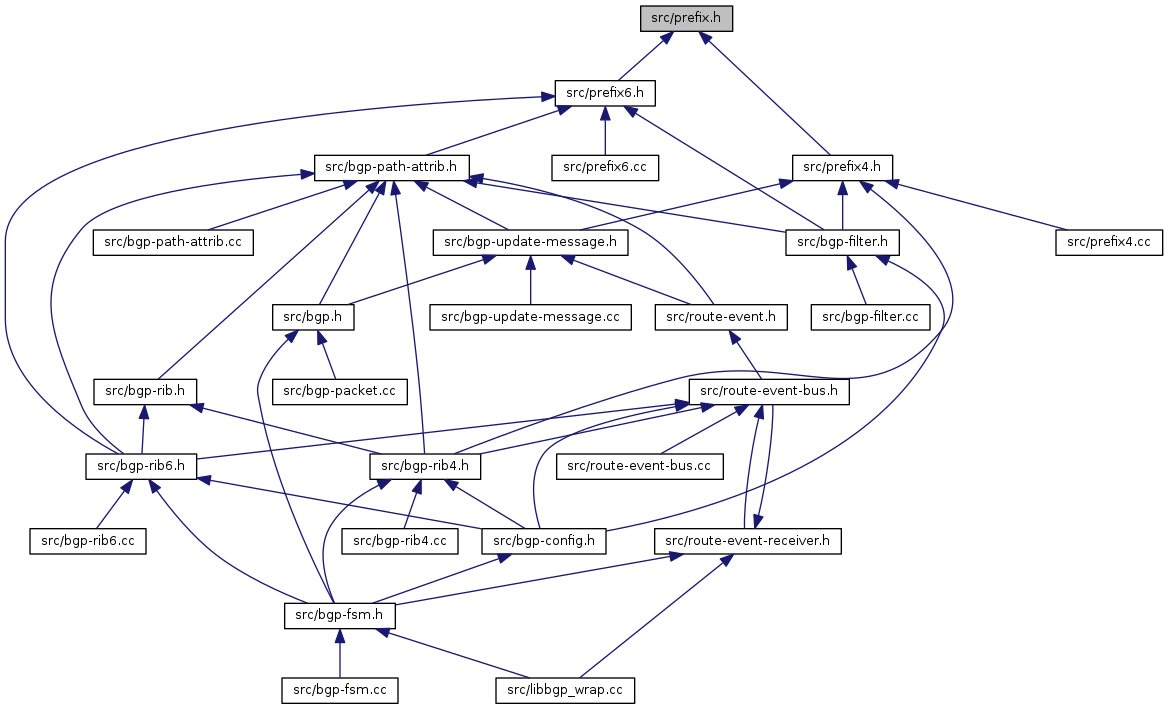 src/prefix.h
src/prefix6.h
src/bgp-path-attrib.h
src/prefix6.cc
src/prefix4.h
src/bgp-path-attrib.cc
src/bgp-update-message.h
src/bgp-filter.h
src/prefix4.cc
src/bgp.h
src/bgp-update-message.cc
src/route-event.h
src/bgp-filter.cc
src/bgp-rib.h
src/bgp-packet.cc
src/route-event-bus.h
src/bgp-rib6.h
src/bgp-rib4.h
src/route-event-bus.cc
src/bgp-rib6.cc
src/bgp-rib4.cc
src/bgp-config.h
src/route-event-receiver.h
src/bgp-fsm.h
src/bgp-fsm.cc
src/libbgp_wrap.cc